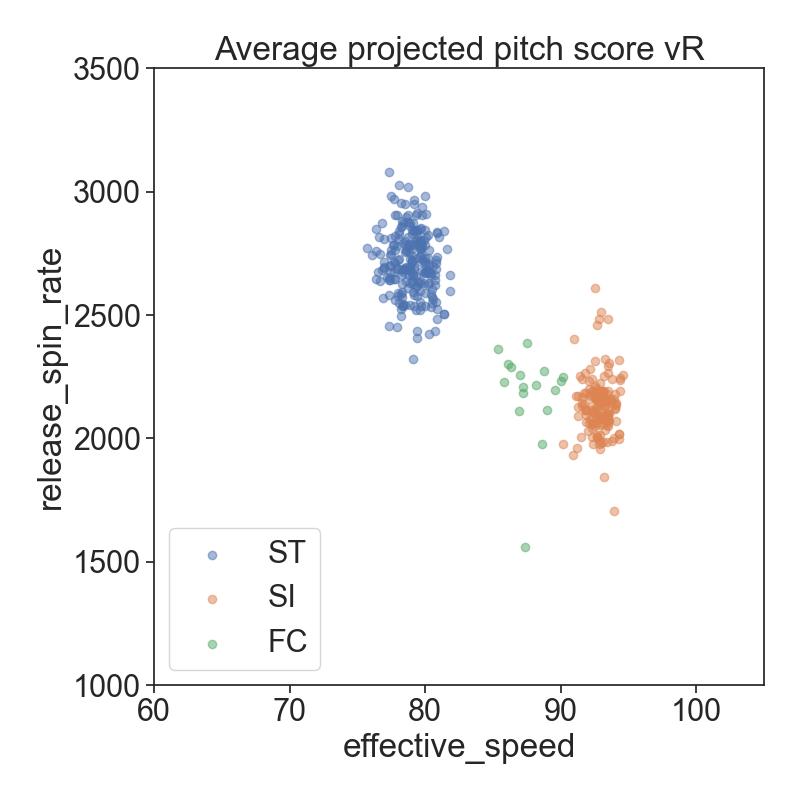 Average projected pitch score vR
3500
3000
2500
2000
1500
1000
release_spin_rate
ST
SI
FC
60
70
80
90
100
effective_speed